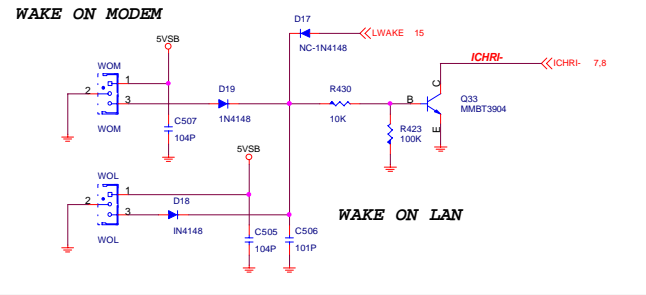 WAKE ON MODEM
D17
LWAKE 15
NC-1N4148
5VSB
ICHRI-
ICHRI- 7,8
WOM
1
2
3
WOM
D19
1N4148
R430
10K
C
B
E
Q33
MMBT3904
C507
104P
R423
100K
5VSB
WOL
1
2
3
WOL
D18
IN4148
WAKE ON LAN
C505
104P
C506
101P